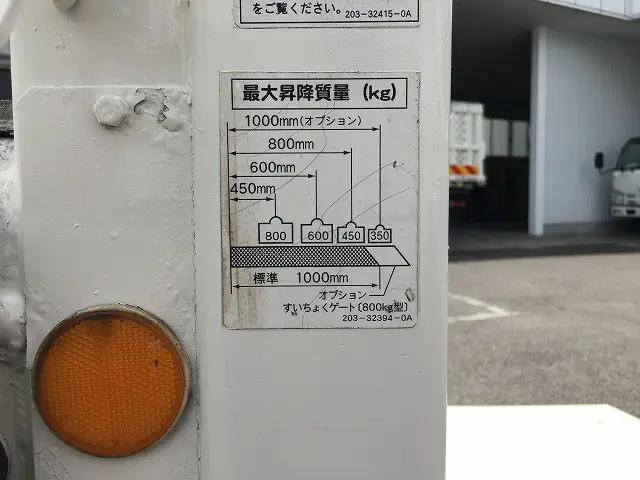 をご覧ください。
203-32415-0A
最大昇降質量 (kg)
1000mm(オプション)
800mm
600mm
450mm
800 600 450 350
標準 1000mm
オプション
すいちょくゲート〔800kg型〕
203-32394-0A